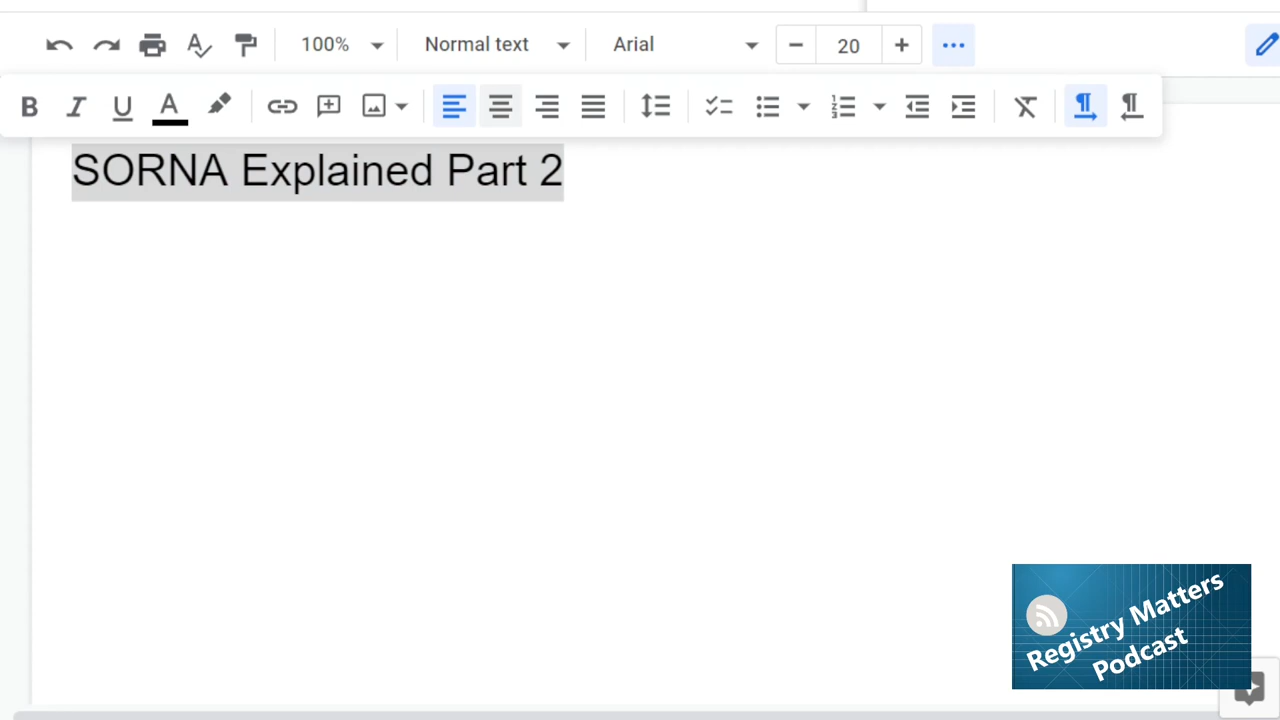 100%
Normal text
Arial
20
SORNA Explained Part 2
Registry Matters
Podcast